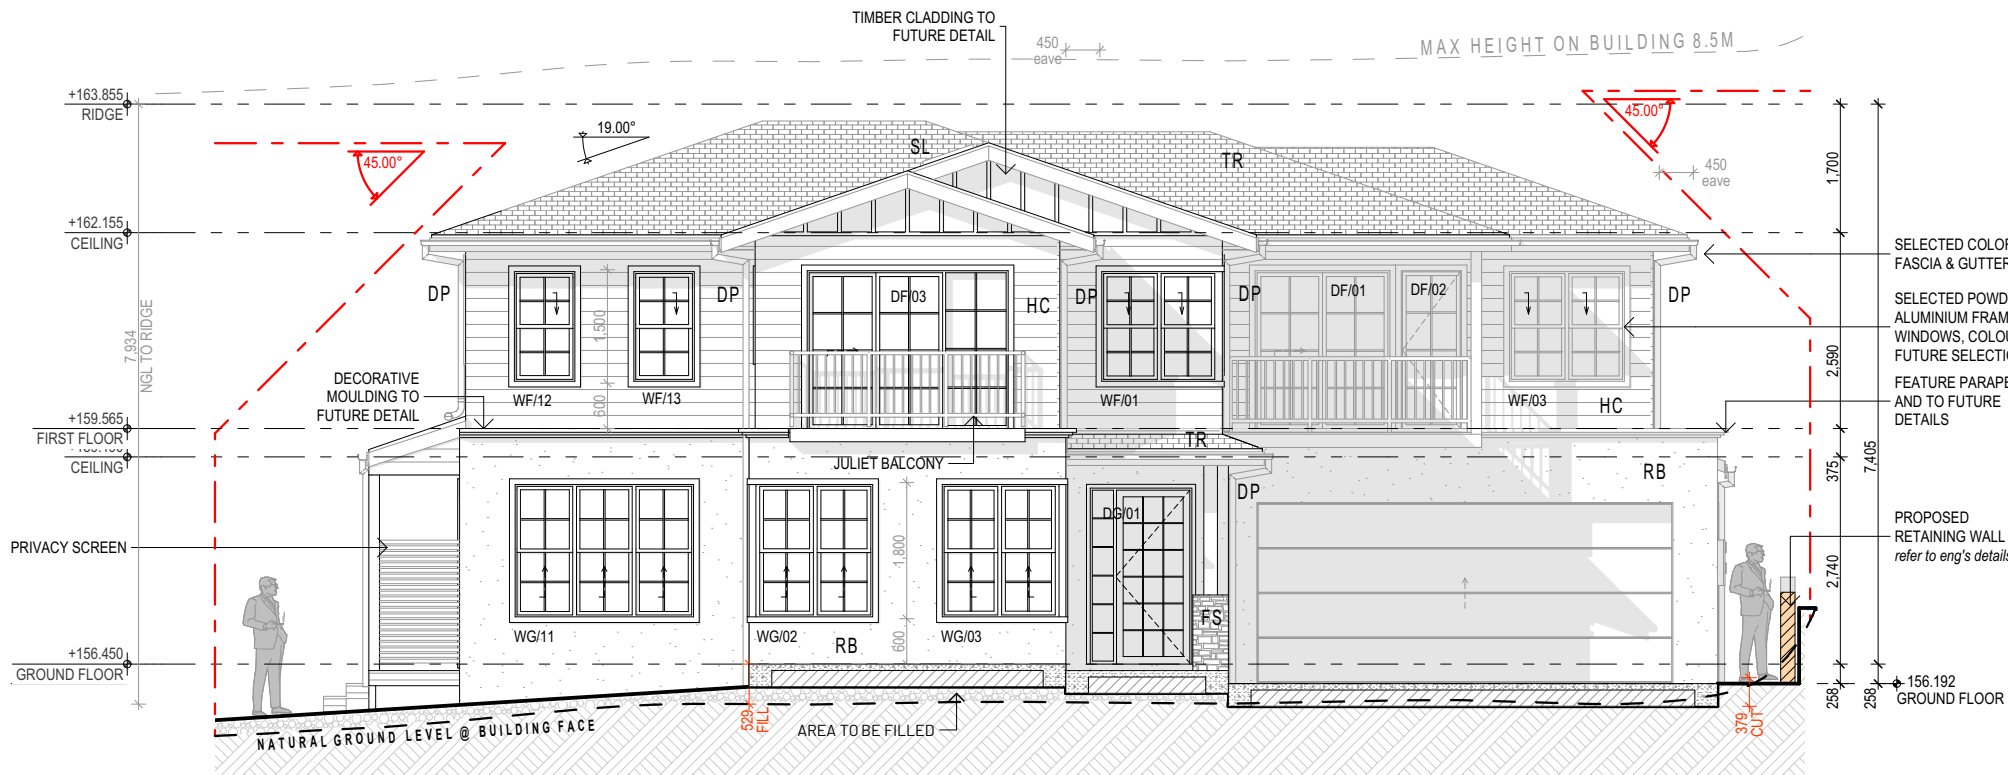 TIMBER CLADDING TO
FUTURE DETAIL
450
eave
MAX HEIGHT ON BUILDING 8.5M
+163.855
RIDGE
19.00°
45.00°
45.00°
SL
TR
450
eave
1,700
+162.155
CEILING
SELECTED COLOR
FASCIA & GUTTER
DP
DP
DF/03
HC
DP
DP
DF/01
DF/02
DP
SELECTED POWD
ALUMINIUM FRAM
WINDOWS, COLOU
FUTURE SELECTIO
7,934
NGL TO RIDGE
1,500
2,590
DECORATIVE
MOULDING TO
FUTURE DETAIL
WF/12
WF/13
600
WF/01
WF/03
HC
FEATURE PARAPE
AND TO FUTURE
DETAILS
+159.565
FIRST FLOOR
CEILING
JULIET BALCONY
TR
RB
375
7,405
DP
DG/01
PRIVACY SCREEN
1,800
2,740
PROPOSED
RETAINING WALL
refer to eng's details
WG/11
WG/02
RB
600
WG/03
FS
+156.450
GROUND FLOOR
258
258
156.192
GROUND FLOOR
529
FILL
AREA TO BE FILLED
379
CUT
NATURAL GROUND LEVEL @ BUILDING FACE